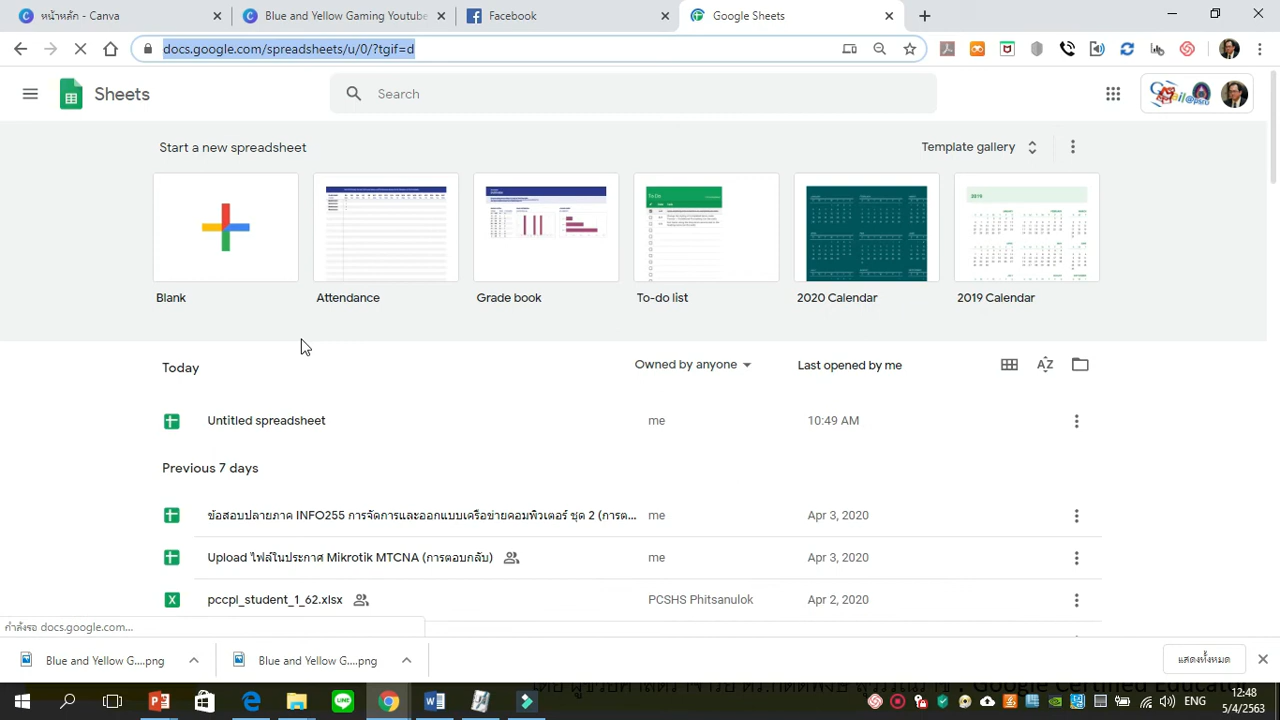 หน้าหลัก - Canva
Blue and Yellow Gaming Youtube
Facebook
Google Sheets
docs.google.com/spreadsheets/u/0/?tgif=d
Sheets
Search
Start a new spreadsheet
Template gallery
Blank
Attendance
Grade book
To-do list
2020 Calendar
2019 Calendar
Today
Owned by anyone
Last opened by me
Untitled spreadsheet
me
10:49 AM
Previous 7 days
ข้อสอบปลายภาค INFO255 การจัดการและออกแบบเครือข่ายคอมพิวเตอร์ ชุด 2 (การต...
me
Apr 3, 2020
Upload ไฟล์ใบประกาศ Mikrotik MTCNA (การตอบกลับ)
me
Apr 3, 2020
pccpl_student_1_62.xlsx
PCSHS Phitsanulok
Apr 2, 2020
กำลังรอ docs.google.com...
Blue and Yellow G....png
Blue and Yellow G....png
แสดงทั้งหมด
Google Certified Educator
ENG
12:48
5/4/2563